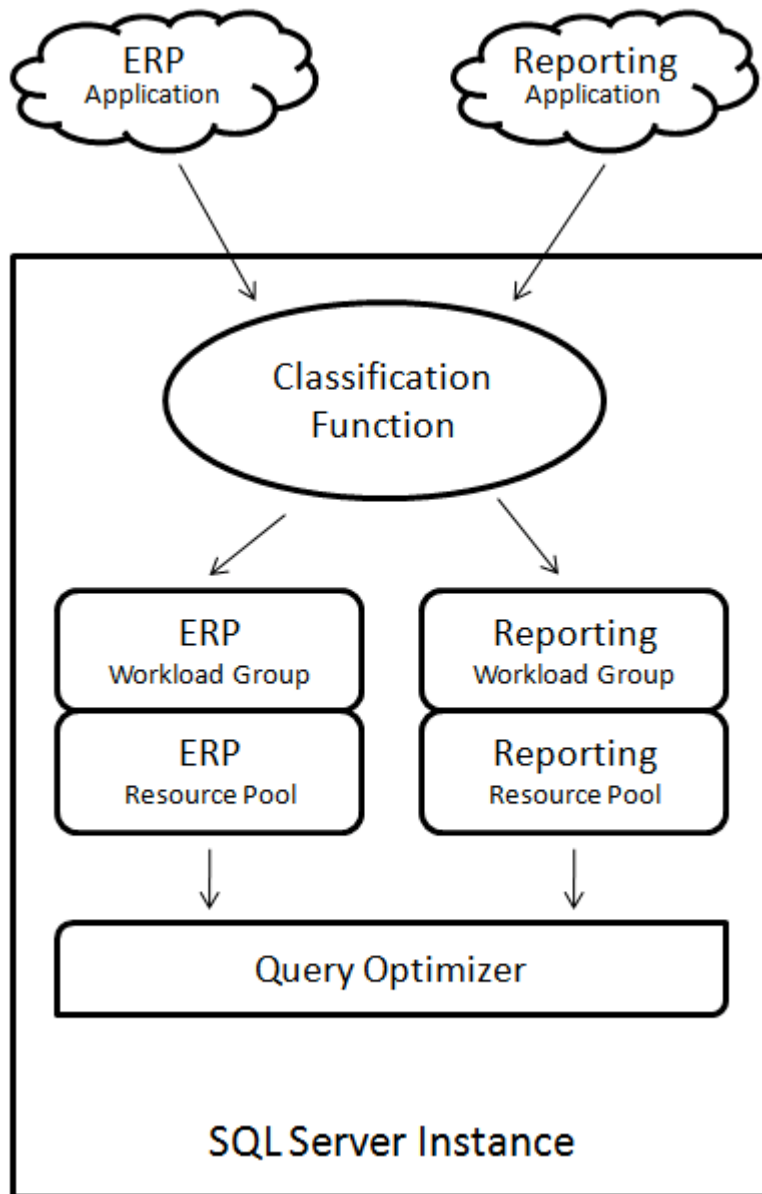 ERP
Application
Reporting
Application
Classification
Function
ERP
Workload Group
Reporting
Workload Group
ERP
Resource Pool
Reporting
Resource Pool
Query Optimizer
SQL Server Instance